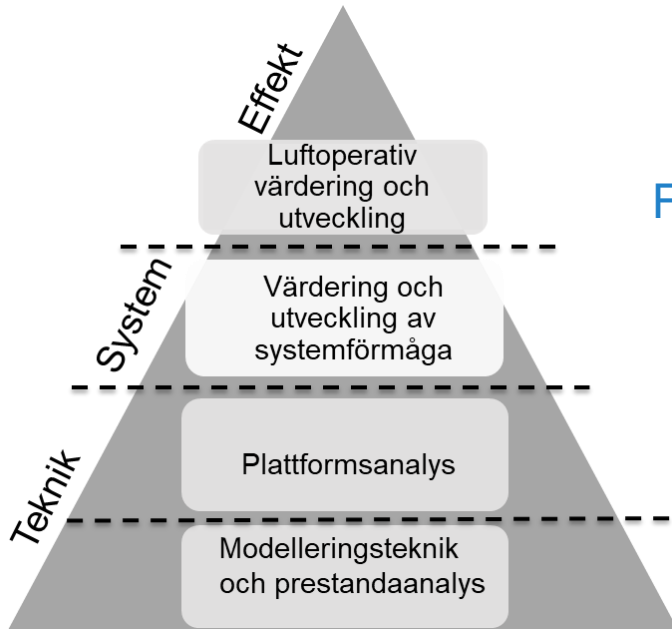 Effekt
Luftoperativ
värdering och
utveckling
F
System
Värdering och
utveckling av
systemförmåga
Plattformsanalys
Teknik
Modelleringsteknik
och prestandaanalys